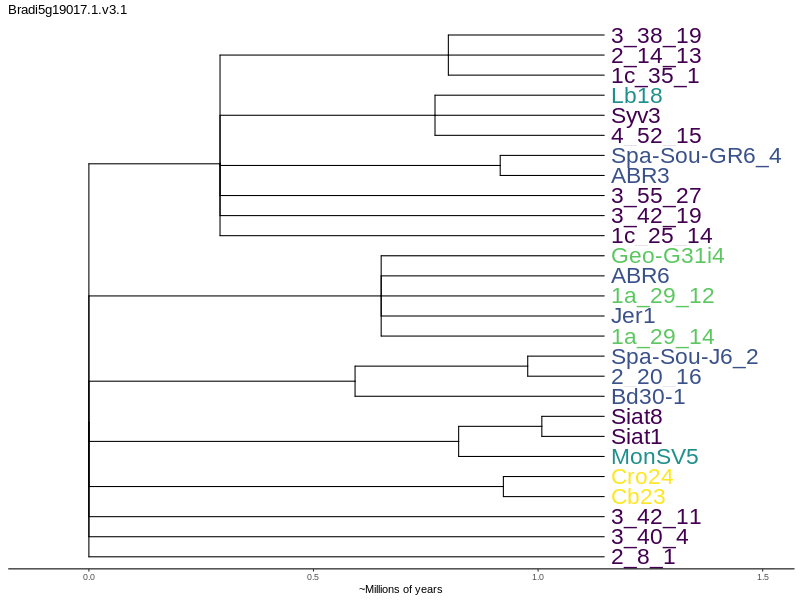 Bradi5g19017.1.v3.1
3_38_19
2_14_13
1c_35_1
Lb18
Syv3
4_52_15
Spa-Sou-GR6_4
ABR3
3_55_27
3_42_19
1c_25_14
Geo-G31i4
ABR6
1a_29_12
Jer1
1a_29_14
Spa-Sou-J6_2
2_20_16
Bd30-1
Siat8
Siat1
MonSV5
Cro24
Cb23
3_42_11
3_40_4
2_8_1
0.0 0.5 1.0 1.5
~Millions of years